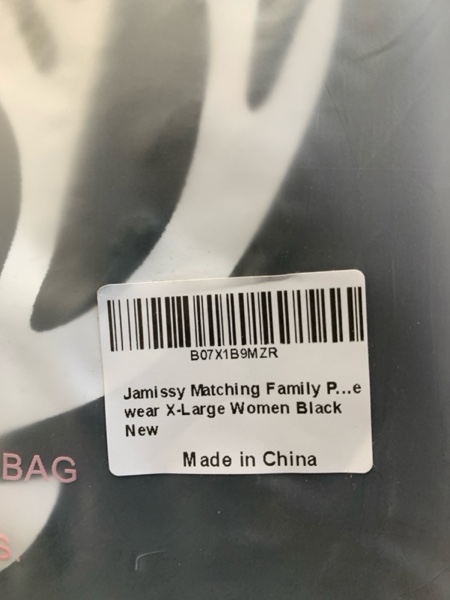 B07X1B9MZR
Jamissy Matching Family P...e
wear X-Large Women Black
New
Made in China
BAG
S,